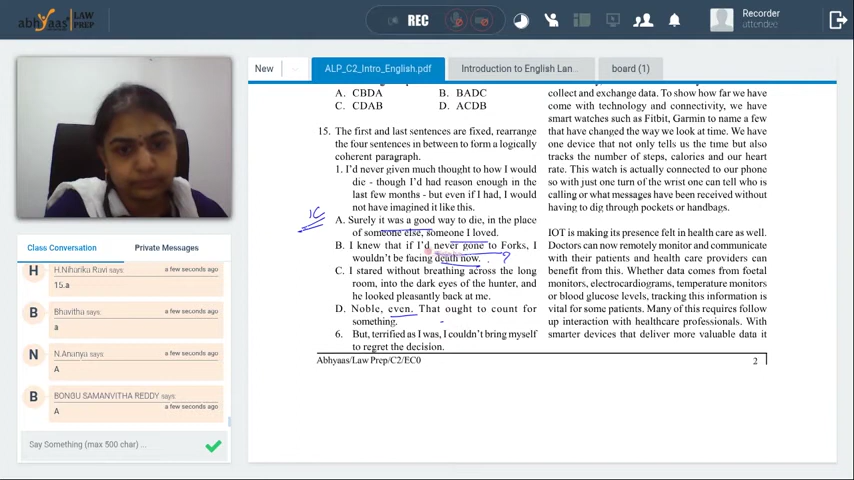 abhyaas LAW PREP
REC
Recorder
attendee
New
ALP_C2_Intro_English.pdf
Introduction to English Lan...
board (1)
Class Conversation
Private Messages
H
H.Niharika Ravi says:
a few seconds ago
15.a
B
Bhavitha says:
a few seconds ago
a
N
N.Ananya says:
a few seconds ago
A
B
BONGU SAMANVITHA REDDY says:
a few seconds ago
A
Say Something (max 500 char) ...
A. CBDA B. BADC
C. CDAB D. ACDB
15. The first and last sentences are fixed, rearrange
the four sentences in between to form a logically
coherent paragraph.
1. I'd never given much thought to how I would
die - though I'd had reason enough in the
last few months - but even if I had, I would
not have imagined it like this.
1C
A. Surely it was a good way to die, in the place
of someone else, someone I loved.
B. I knew that if I'd never gone to Forks, I
wouldn't be facing death now. ?
C. I stared without breathing across the long
room, into the dark eyes of the hunter, and
he looked pleasantly back at me.
D. Noble, even. That ought to count for
something.
6. But, terrified as I was, I couldn't bring myself
to regret the decision.
collect and exchange data. To show how far we have
come with technology and connectivity, we have
smart watches such as Fitbit, Garmin to name a few
that have changed the way we look at time. We have
one device that not only tells us the time but also
tracks the number of steps, calories and our heart
rate. This watch is actually connected to our phone
so with just one turn of the wrist one can tell who is
calling or what messages have been received without
having to dig through pockets or handbags.
IOT is making its presence felt in health care as well.
Doctors can now remotely monitor and communicate
with their patients and health care providers can
benefit from this. Whether data comes from foetal
monitors, electrocardiograms, temperature monitors
or blood glucose levels, tracking this information is
vital for some patients. Many of this requires follow
up interaction with healthcare professionals. With
smarter devices that deliver more valuable data it
Abhyaas/Law Prep/C2/EC0
2